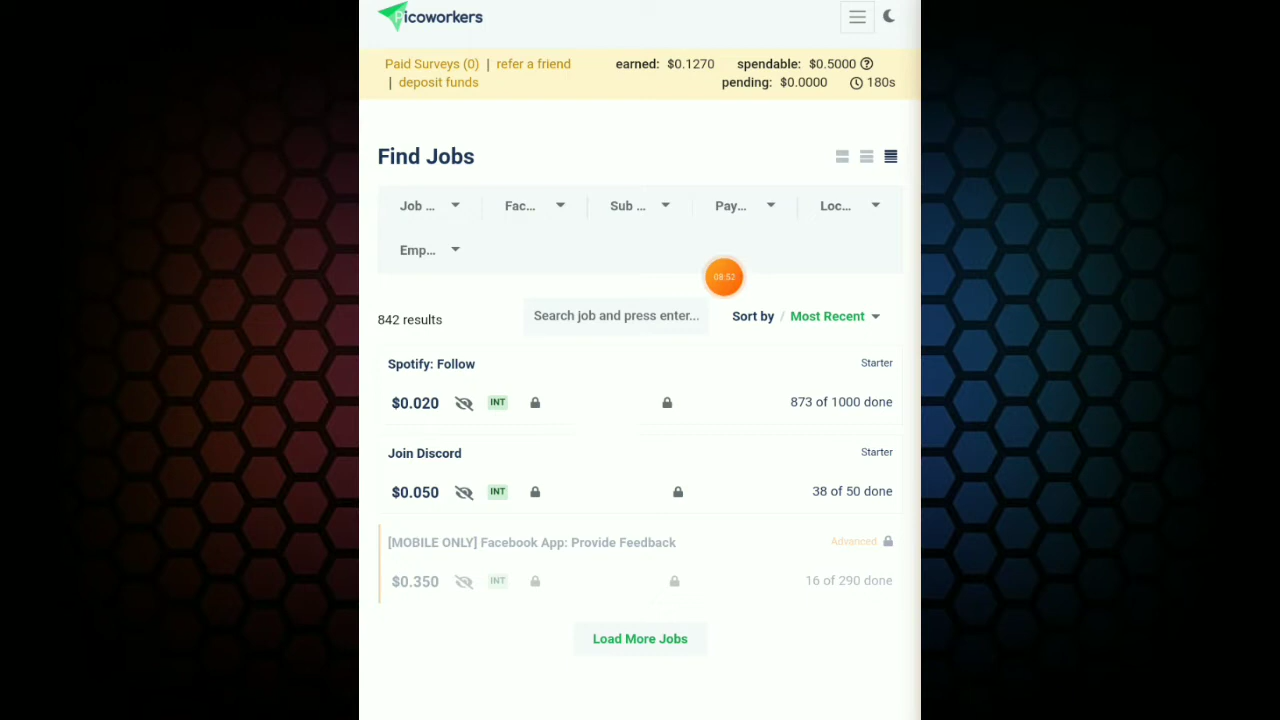 Picoworkers
Paid Surveys (0) | refer a friend
| deposit funds
earned: $0.1270 spendable: $0.5000
pending: $0.0000 180s
Find Jobs
Job ... Fac... Sub ... Pay... Loc...
Emp...
08:52
842 results Search job and press enter... Sort by / Most Recent
Spotify: Follow Starter
$0.020 INT 873 of 1000 done
Join Discord Starter
$0.050 INT 38 of 50 done
[MOBILE ONLY] Facebook App: Provide Feedback Advanced
$0.350 INT 16 of 290 done
Load More Jobs